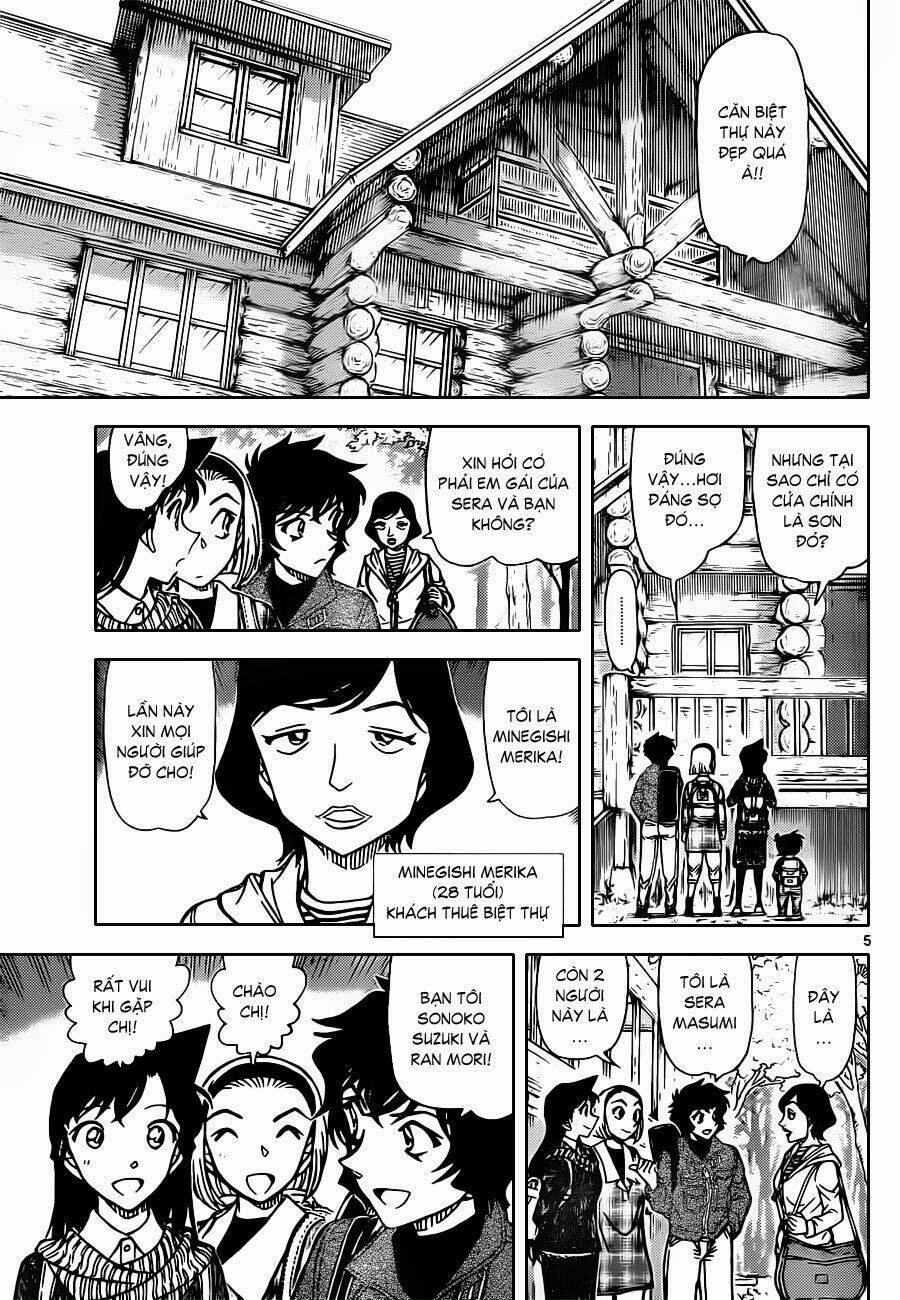 CĂN BIỆT
THỰ NÀY
ĐẸP QUÁ
À!!
NHƯNG TẠI
SAO CHỈ CÓ
CỬA CHÍNH
LÀ SƠN
ĐỎ?
ĐÚNG
VẬY...HƠI
ĐÁNG SỢ
ĐÓ...
.........
XIN HỎI CÓ
PHẢI EM GÁI CỦA
SERA VÀ BẠN
KHÔNG?
VÂNG,
ĐÚNG
VẬY!
TÔI LÀ
MINEGISHI
MERIKA!
LẦN NÀY
XIN MỌI
NGƯỜI GIÚP
ĐỠ CHO!
MINEGISHI MERIKA
(28 TUỔI)
KHÁCH THUÊ BIỆT THỰ
5
ĐÂY
LÀ
TÔI LÀ
SERA
MASUMI
...
CÒN 2
NGƯỜI
NÀY LÀ
...
BẠN TÔI
SONOKO
SUZUKI VÀ
RAN MORI!
CHÀO
CHỊ!
RẤT VUI
KHI GẶP
CHỊ!